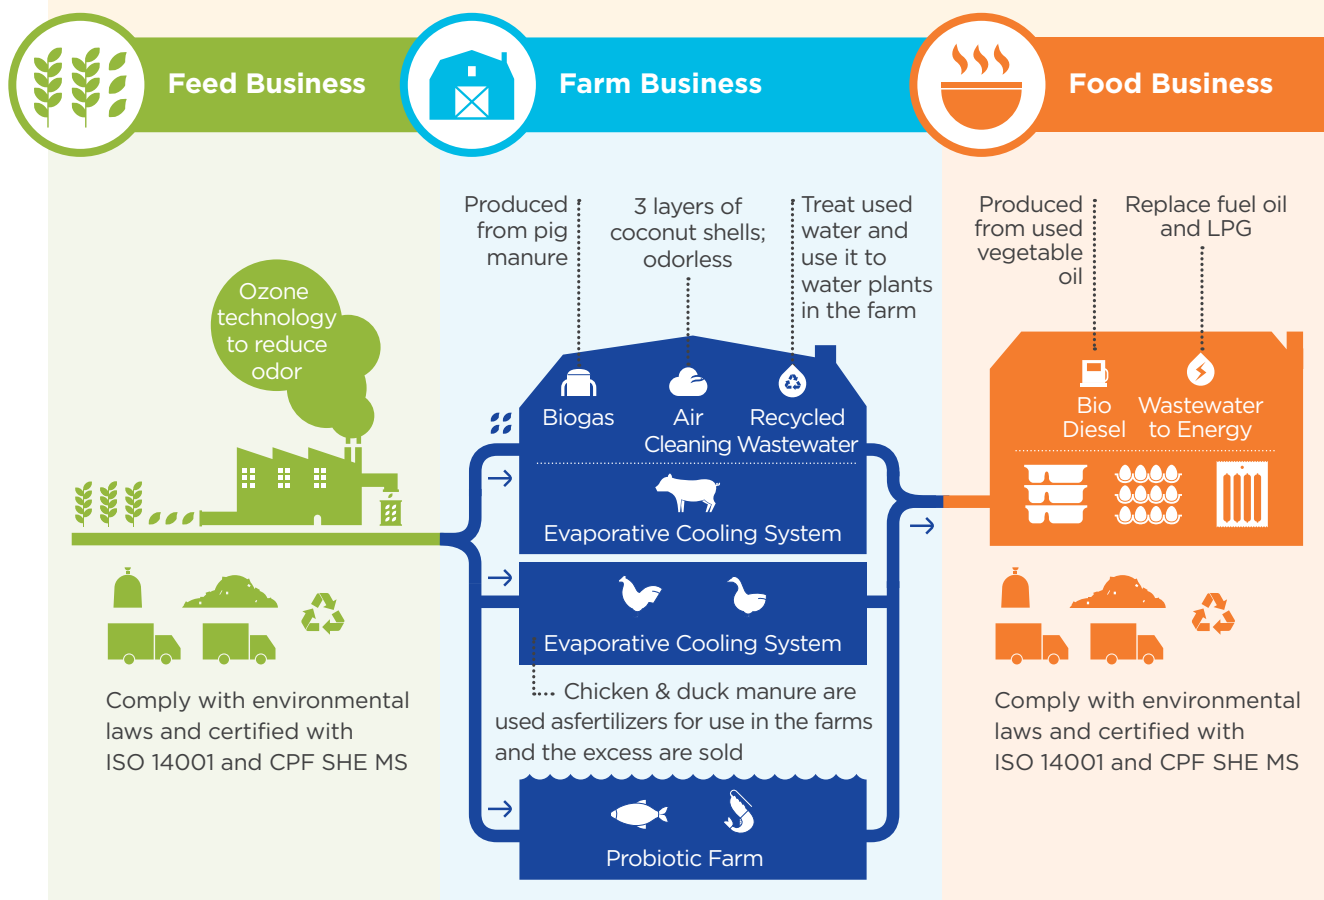 Feed Business
Farm Business
Food Business
Ozone
technology
to reduce
odor
Comply with environmental
laws and certified with
ISO 14001 and CPF SHE MS
Produced
from pig
manure
3 layers of
coconut shells;
odorless
Treat used
water and
use it to
water plants
in the farm
Biogas
Air
Cleaning
Recycled
Wastewater
Evaporative Cooling System
Evaporative Cooling System
Chicken & duck manure are
used asfertilizers for use in the farms
and the excess are sold
Probiotic Farm
Produced
from used
vegetable
oil
Replace fuel oil
and LPG
Bio
Diesel
Wastewater
to Energy
Comply with environmental
laws and certified with
ISO 14001 and CPF SHE MS